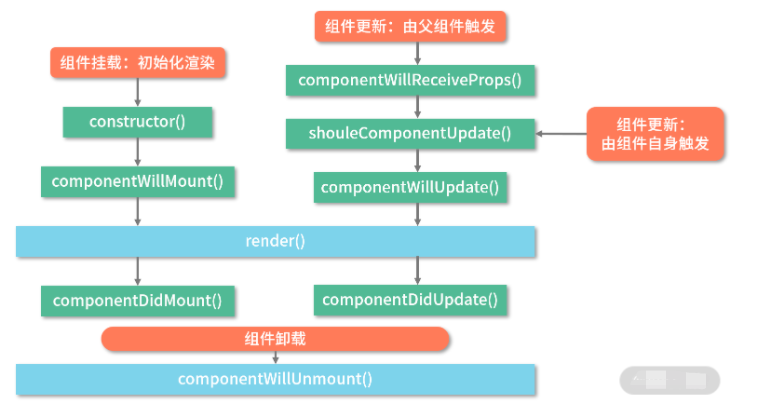 组件更新：由父组件触发
组件挂载：初始化渲染
componentWillReceiveProps()
constructor()
shouleComponentUpdate()
组件更新：
由组件自身触发
componentWillMount()
componentWillUpdate()
render()
componentDidMount()
componentDidUpdate()
组件卸载
componentWillUnmount()